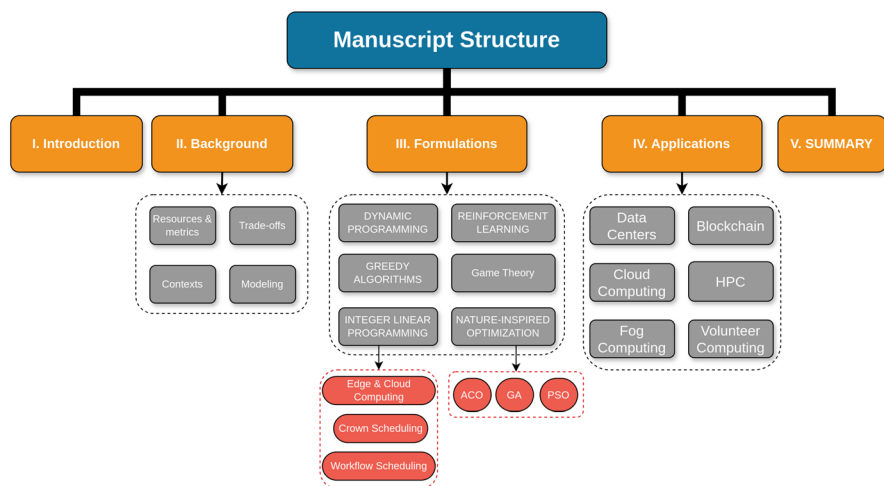 Manuscript Structure
I. Introduction
II. Background
III. Formulations
IV. Applications
V. SUMMARY
Resources &
metrics
Trade-offs
Contexts
Modeling
DYNAMIC
PROGRAMMING
REINFORCEMENT
LEARNING
GREEDY
ALGORITHMS
Game Theory
INTEGER LINEAR
PROGRAMMING
NATURE-INSPIRED
OPTIMIZATION
Data
Centers
Blockchain
Cloud
Computing
HPC
Fog
Computing
Volunteer
Computing
Edge & Cloud
Computing
Crown Scheduling
Workflow Scheduling
ACO
GA
PSO